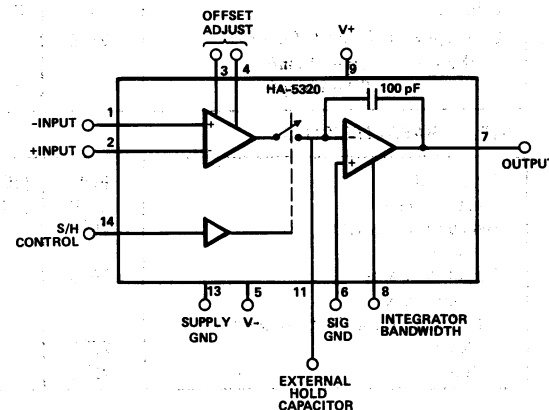 OFFSET
ADJUST
V+
3
4
9
HA-5320
100 pF
-INPUT
1
+
-
7
OUTPUT
+INPUT
2
-
+
S/H
CONTROL
14
13
5
11
6
8
SUPPLY
GND
V-
SIG
GND
INTEGRATOR
BANDWIDTH
EXTERNAL
HOLD
CAPACITOR